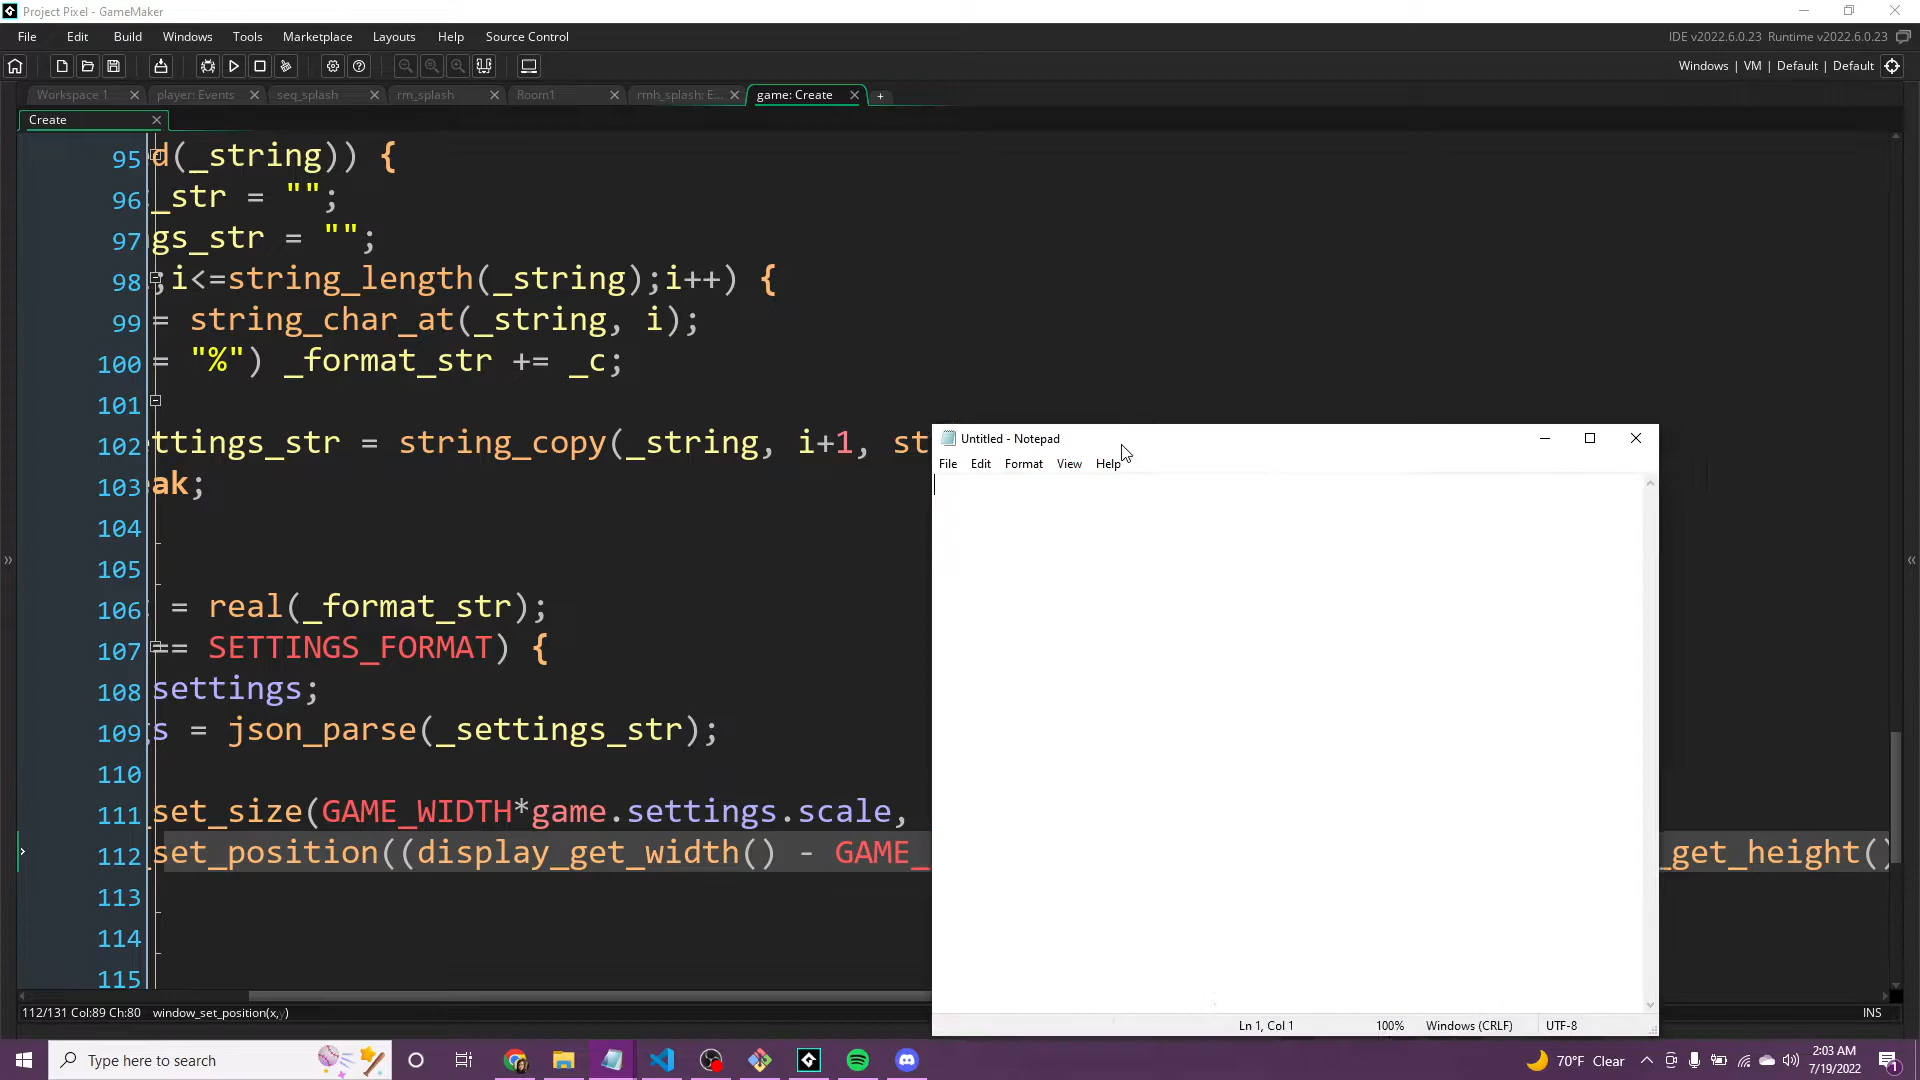 Project Pixel - GameMaker
File Edit Build Windows Tools Marketplace Layouts Help Source Control
IDE v2022.6.0.23 Runtime v2022.6.0.23
Windows | VM | Default | Default
Workspace 1 player: Events seq_splash rm_splash Room1 rmh_splash: E... game: Create +
Create
95 d(_string)) {
96 _str = "";
97 gs_str = "";
98 ;i<=string_length(_string);i++) {
99 = string_char_at(_string, i);
100 = "%") _format_str += _c;
101
102 ttings_str = string_copy(_string, i+1, st
103 ak;
104
105
106 = real(_format_str);
107 == SETTINGS_FORMAT) {
108 settings;
109 s = json_parse(_settings_str);
110
111 _set_size(GAME_WIDTH*game.settings.scale,
112 _set_position((display_get_width() - GAME_ _get_height()
113
114
115
Untitled - Notepad
File Edit Format View Help
Ln 1, Col 1 100% Windows (CRLF) UTF-8
112/131 Col:89 Ch:80 window_set_position(x,y)
INS
Type here to search
70°F Clear
2:03 AM
7/19/2022
1